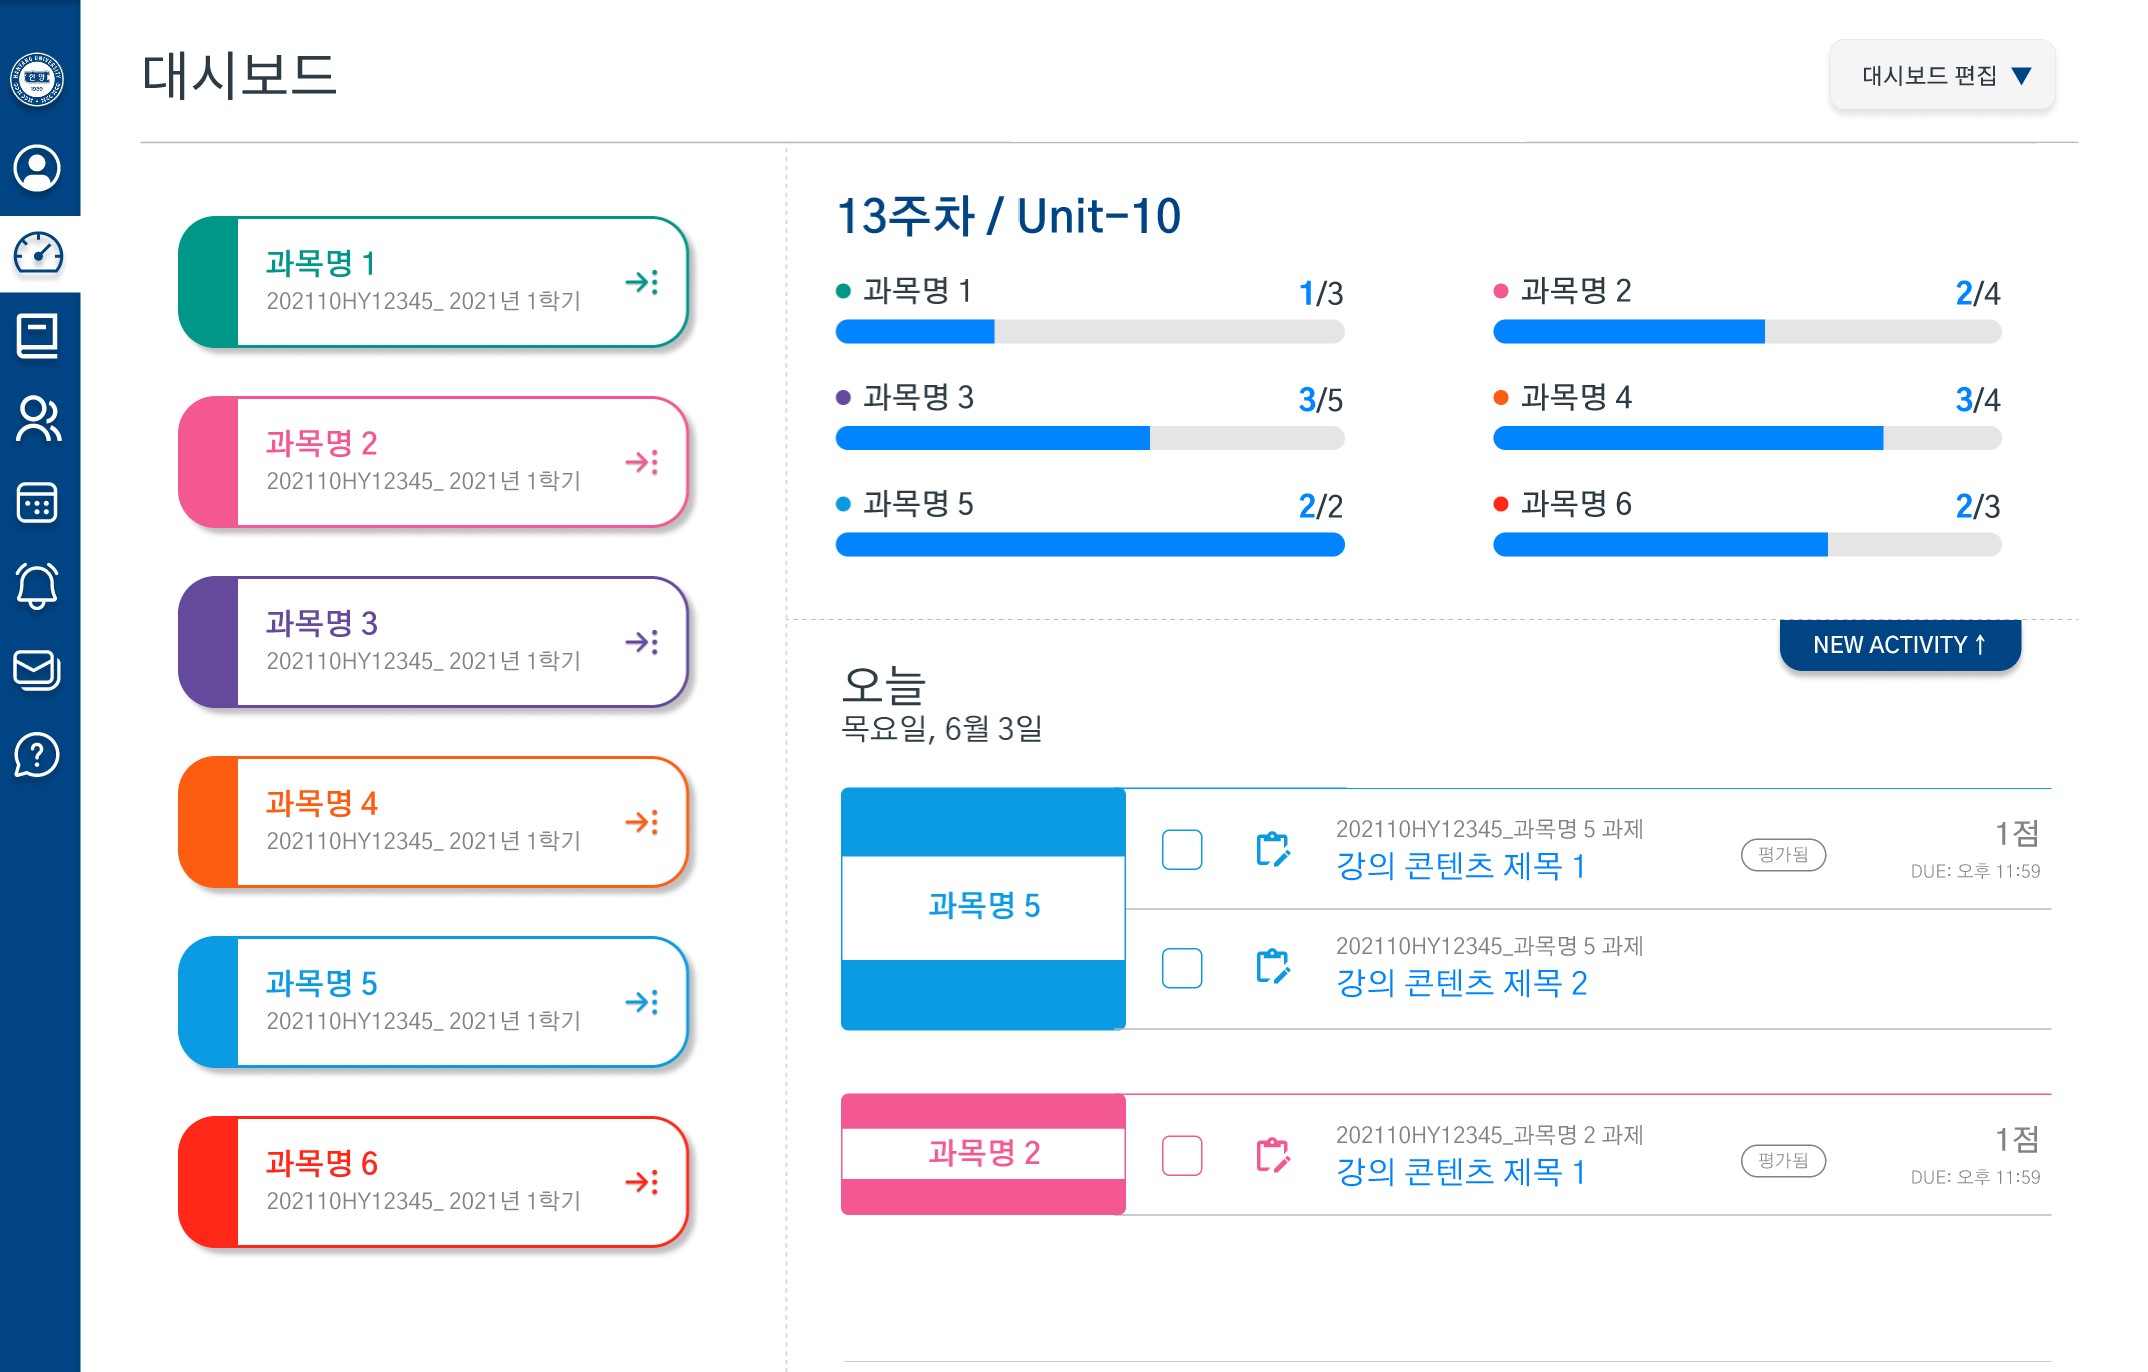 HANYANG UNIVERSITY
한양
1939
대시보드
대시보드 편집 ▼
과목명 1
202110HY12345_ 2021년 1학기
과목명 2
202110HY12345_ 2021년 1학기
과목명 3
202110HY12345_ 2021년 1학기
과목명 4
202110HY12345_ 2021년 1학기
과목명 5
202110HY12345_ 2021년 1학기
과목명 6
202110HY12345_ 2021년 1학기
13주차 / Unit-10
과목명 1 1/3
과목명 2 2/4
과목명 3 3/5
과목명 4 3/4
과목명 5 2/2
과목명 6 2/3
NEW ACTIVITY ↑
오늘
목요일, 6월 3일
과목명 5
202110HY12345_과목명 5 과제
강의 콘텐츠 제목 1
평가됨
1점
DUE: 오후 11:59
202110HY12345_과목명 5 과제
강의 콘텐츠 제목 2
과목명 2
202110HY12345_과목명 2 과제
강의 콘텐츠 제목 1
평가됨
1점
DUE: 오후 11:59